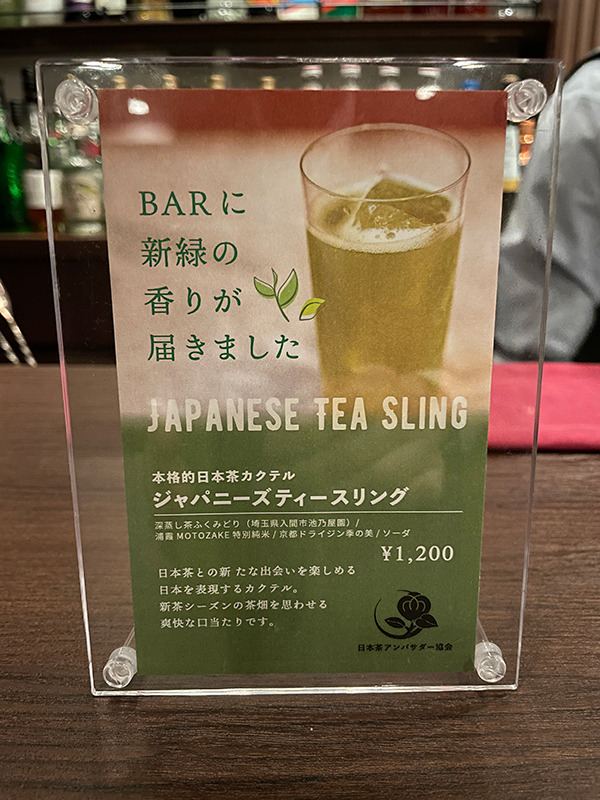 BARに
新緑の
香りが
届きました
JAPANESE TEA SLING
本格的日本茶カクテル
ジャパニーズティースリング
深蒸し茶ふくみどり（埼玉県入間市池乃屋園）/
浦霞 MOTOZAKE 特別純米 / 京都ドライジン季の美 / ソーダ
¥1,200
日本茶との新 たな出会いを楽しめる
日本を表現するカクテル。
新茶シーズンの茶畑を思わせる
爽快な口当たりです。
日本茶アンバサダー協会